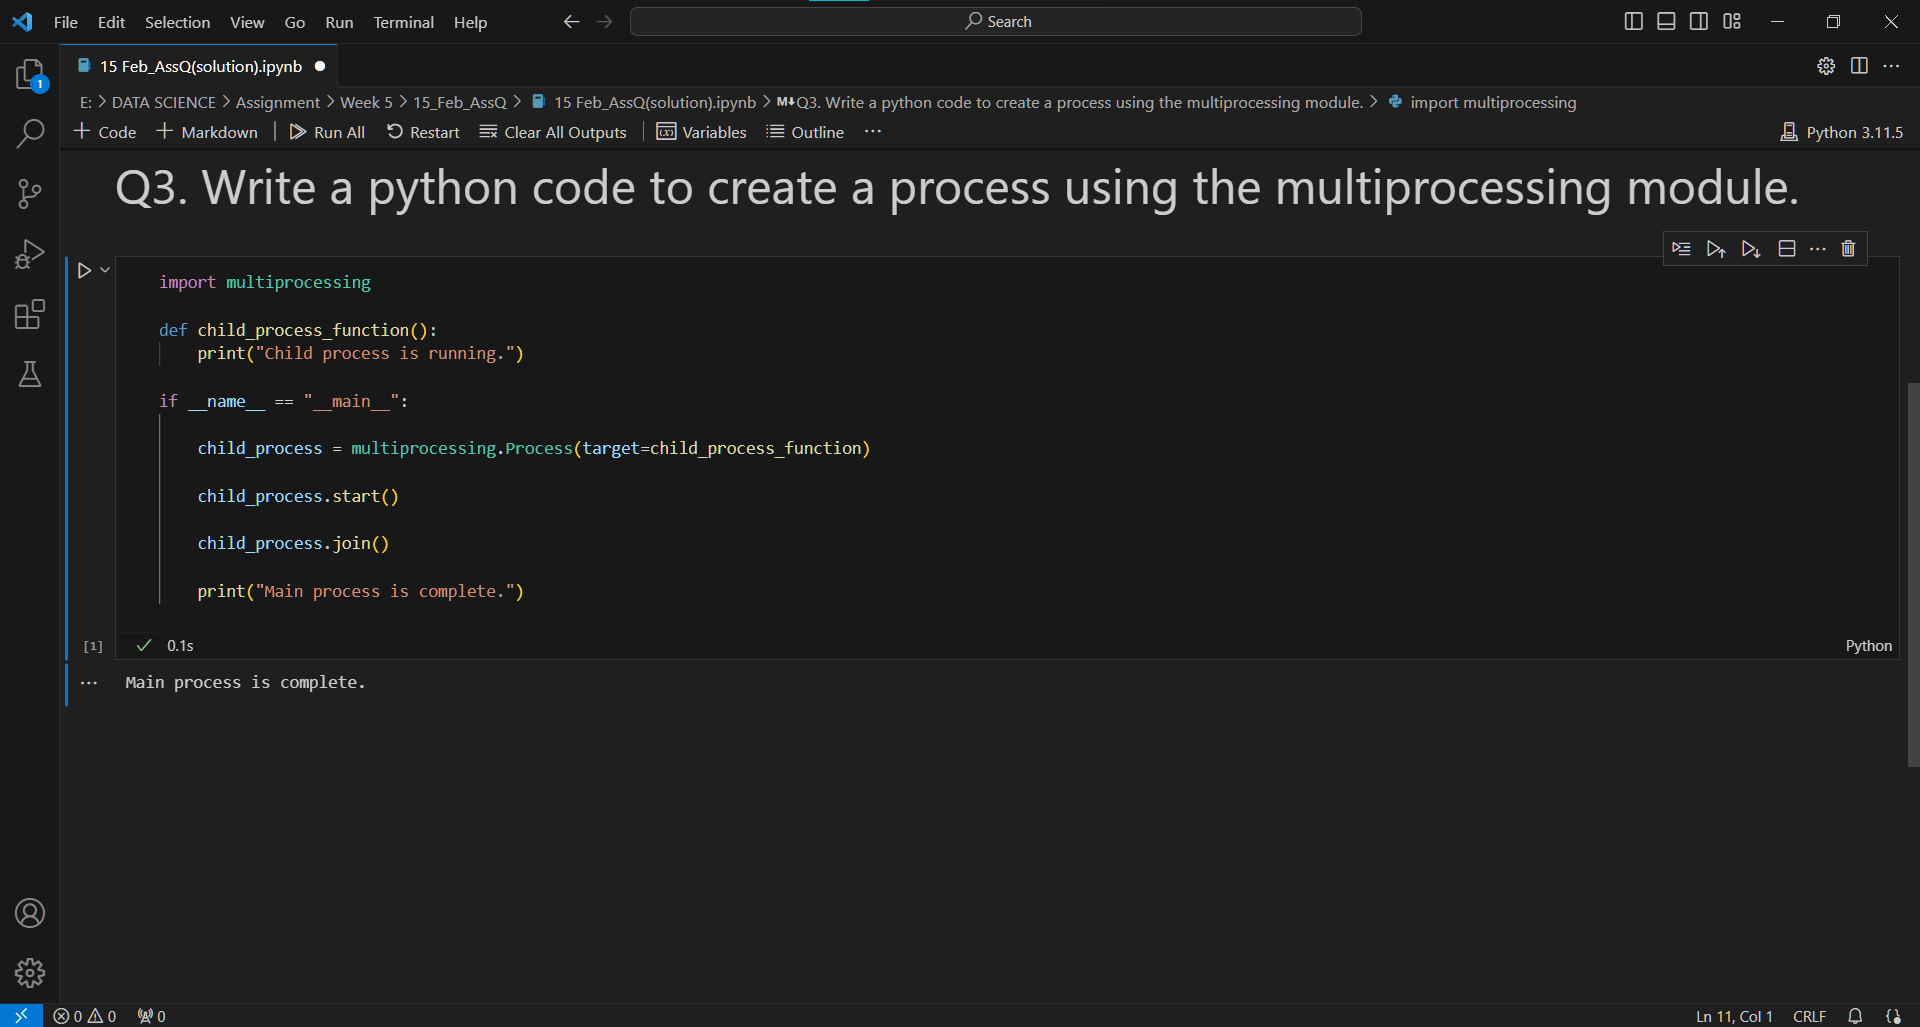 File Edit Selection View Go Run Terminal Help Search
15 Feb_AssQ(solution).ipynb
1
E: > DATA SCIENCE > Assignment > Week 5 > 15_Feb_AssQ > 15 Feb_AssQ(solution).ipynb > M↓Q3. Write a python code to create a process using the multiprocessing module. > import multiprocessing
+ Code + Markdown | Run All Restart Clear All Outputs | Variables Outline ··· Python 3.11.5
Q3. Write a python code to create a process using the multiprocessing module.
import multiprocessing
def child_process_function():
print("Child process is running.")
if __name__ == "__main__":
child_process = multiprocessing.Process(target=child_process_function)
child_process.start()
child_process.join()
print("Main process is complete.")
[1] ✓ 0.1s Python
··· Main process is complete.
0 0 0 Ln 11, Col 1 CRLF